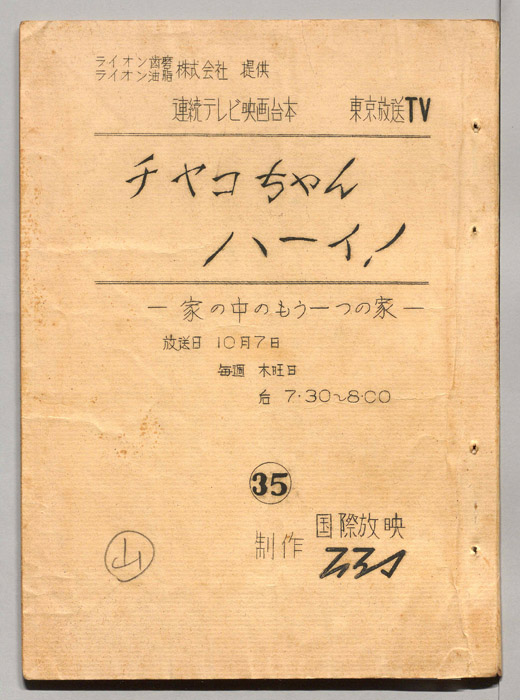 ライオン歯磨
ライオン油脂 株式会社 提供
連続テレビ映画台本 東京放送TV
チヤコちゃん
ハーイ!
—家の中のもう一つの家—
放送日 10月7日
毎週 木旺日
后 7・30〜8・00
35
制作 国際放映
山